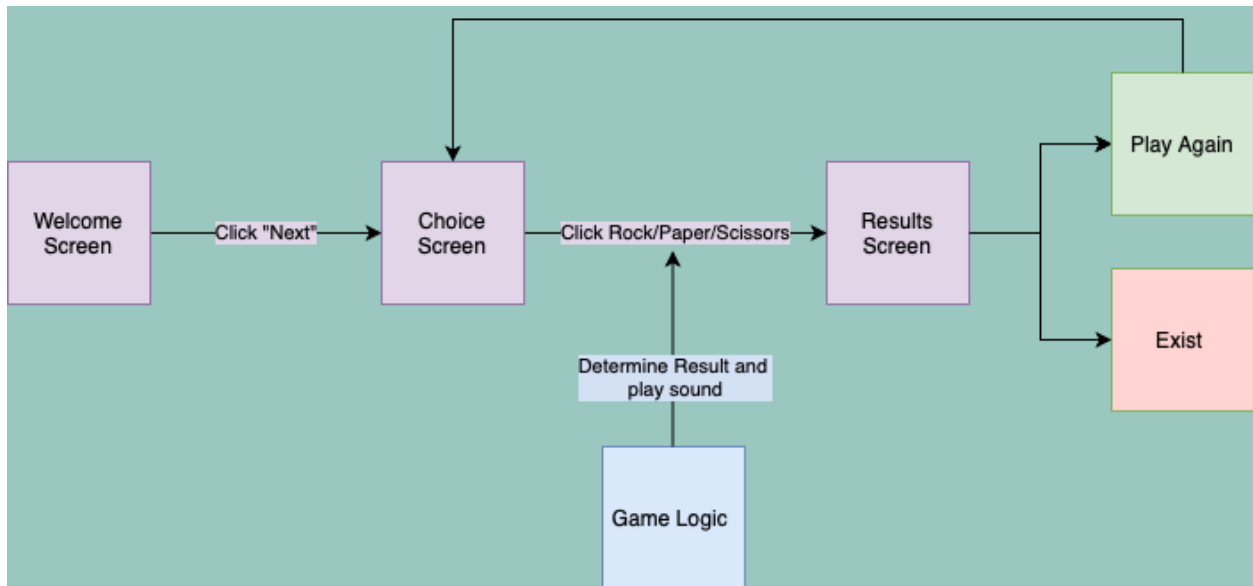 Welcome
Screen
Click "Next"
Choice
Screen
Click Rock/Paper/Scissors
Results
Screen
Play Again
Exist
Determine Result and
play sound
Game Logic